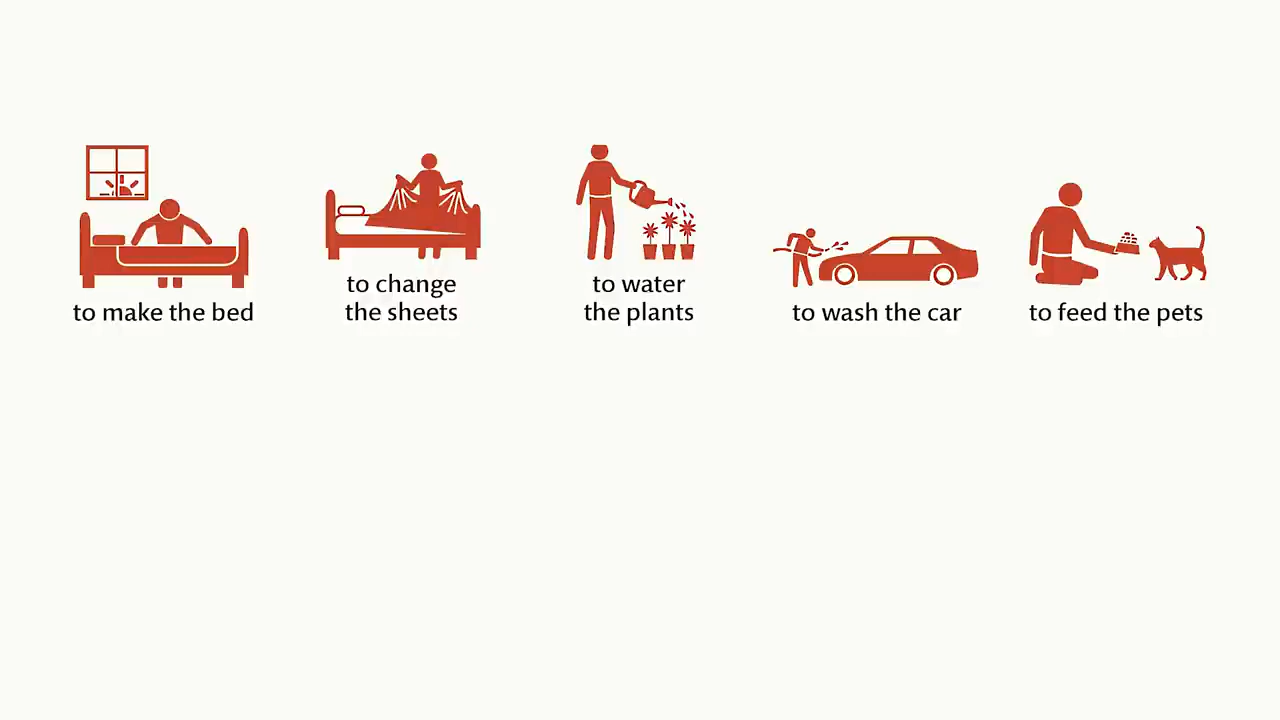 to make the bed
to change
the sheets
to water
the plants
to wash the car
to feed the pets